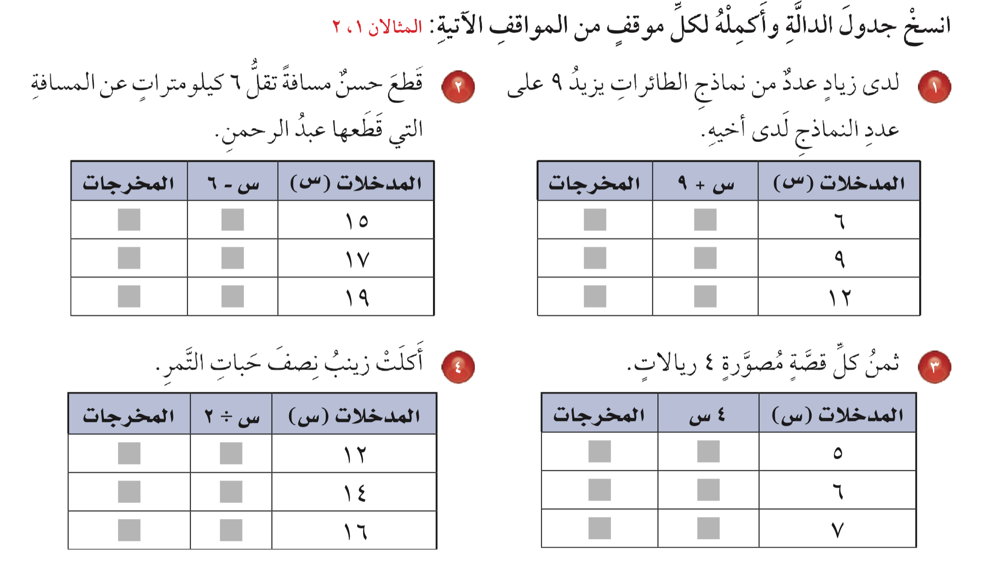 انسخْ جدولَ الدالَّةِ وأَكمِلْهُ لكلِّ موقفٍ من المواقفِ الآتيةِ: المثالان ١، ٢
١ لدى زيادٍ عددٌ من نماذجِ الطائراتِ يزيدُ ٩ على
عددِ النماذجِ لَدى أخيهِ.
المدخلات (س) س + ٩ المخرجات
٦
٩
١٢
٢ قَطعَ حسنٌ مسافةً تقلُّ ٦ كيلومتراتٍ عن المسافةِ
التي قَطَعها عبدُ الرحمنِ.
المدخلات (س) س - ٦ المخرجات
١٥
١٧
١٩
٣ ثمنُ كلِّ قصَّةٍ مُصوَّرةٍ ٤ ريالاتٍ.
المدخلات (س) ٤ س المخرجات
٥
٦
٧
٤ أَكلَتْ زينبُ نِصفَ حَباتِ التَّمرِ.
المدخلات (س) س ÷ ٢ المخرجات
١٢
١٤
١٦